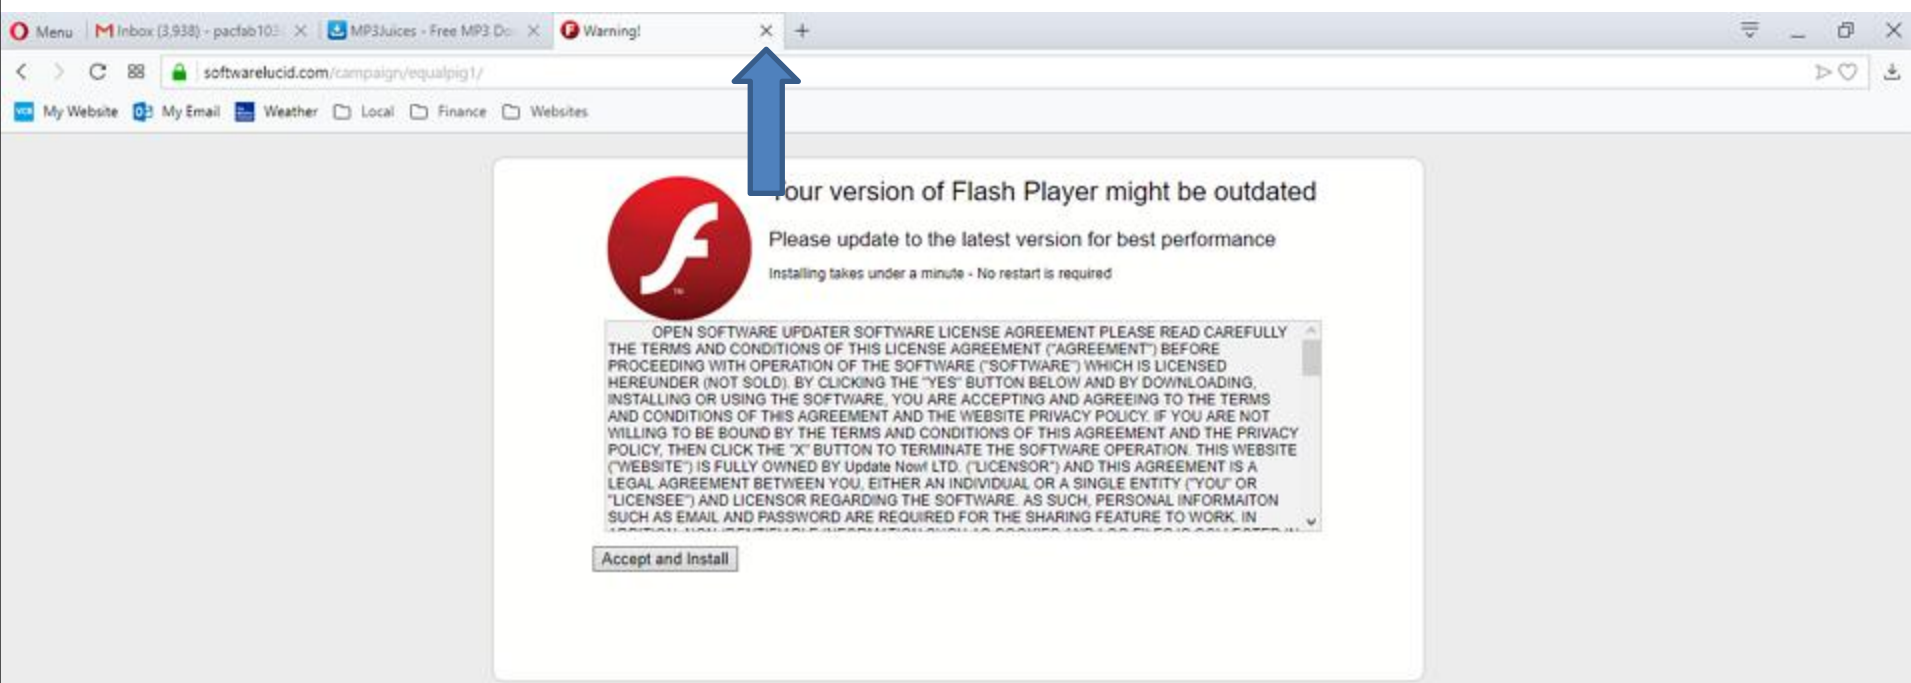 Menu
Inbox (3,938) - pacfab103
MP3Juices - Free MP3 Do
Warning!
softwarelucid.com/campaign/equalpig1/
My Website My Email Weather Local Finance Websites
Your version of Flash Player might be outdated
Please update to the latest version for best performance
Installing takes under a minute - No restart is required
OPEN SOFTWARE UPDATER SOFTWARE LICENSE AGREEMENT PLEASE READ CAREFULLY
THE TERMS AND CONDITIONS OF THIS LICENSE AGREEMENT ("AGREEMENT") BEFORE
PROCEEDING WITH OPERATION OF THE SOFTWARE ("SOFTWARE") WHICH IS LICENSED
HEREUNDER (NOT SOLD). BY CLICKING THE "YES" BUTTON BELOW AND BY DOWNLOADING,
INSTALLING OR USING THE SOFTWARE, YOU ARE ACCEPTING AND AGREEING TO THE TERMS
AND CONDITIONS OF THIS AGREEMENT AND THE WEBSITE PRIVACY POLICY. IF YOU ARE NOT
WILLING TO BE BOUND BY THE TERMS AND CONDITIONS OF THIS AGREEMENT AND THE PRIVACY
POLICY, THEN CLICK THE "X" BUTTON TO TERMINATE THE SOFTWARE OPERATION. THIS WEBSITE
("WEBSITE") IS FULLY OWNED BY Update Now! LTD. ("LICENSOR") AND THIS AGREEMENT IS A
LEGAL AGREEMENT BETWEEN YOU, EITHER AN INDIVIDUAL OR A SINGLE ENTITY ("YOU" OR
"LICENSEE") AND LICENSOR REGARDING THE SOFTWARE. AS SUCH, PERSONAL INFORMAITON
SUCH AS EMAIL AND PASSWORD ARE REQUIRED FOR THE SHARING FEATURE TO WORK. IN
Accept and Install